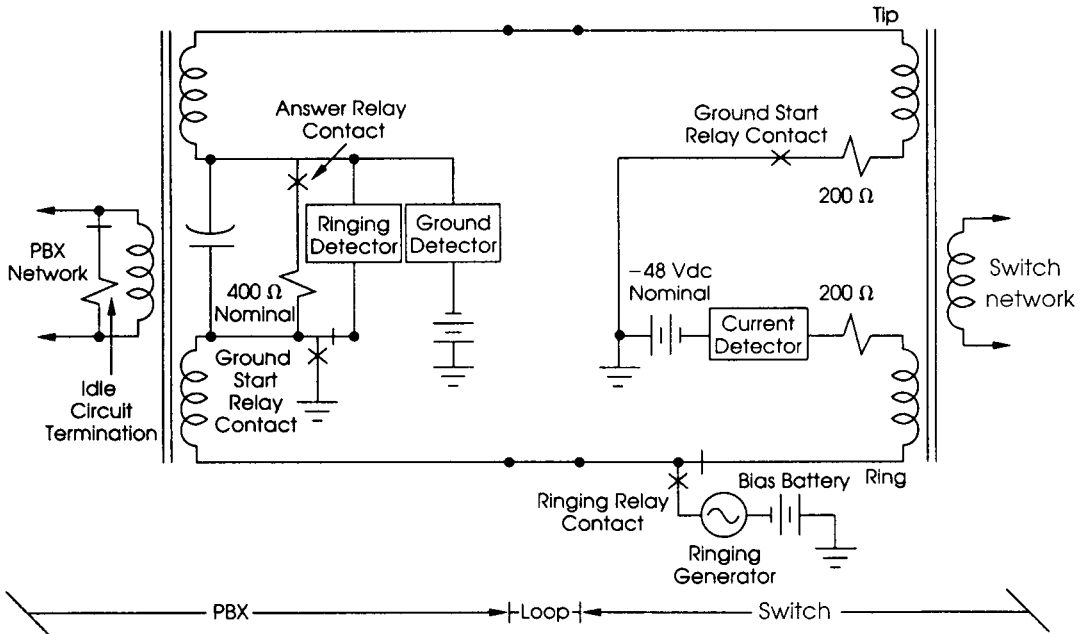 Tip
Answer Relay
Contact
Ground Start
Relay Contact
200 Ω
Ringing
Detector
Ground
Detector
PBX
Network
400 Ω
Nominal
−48 Vdc
Nominal
200 Ω
Current
Detector
Switch
network
Ground
Start
Relay
Contact
Idle
Circuit
Termination
Ring
Ringing Relay
Contact
Bias Battery
Ringing
Generator
PBX
Loop
Switch